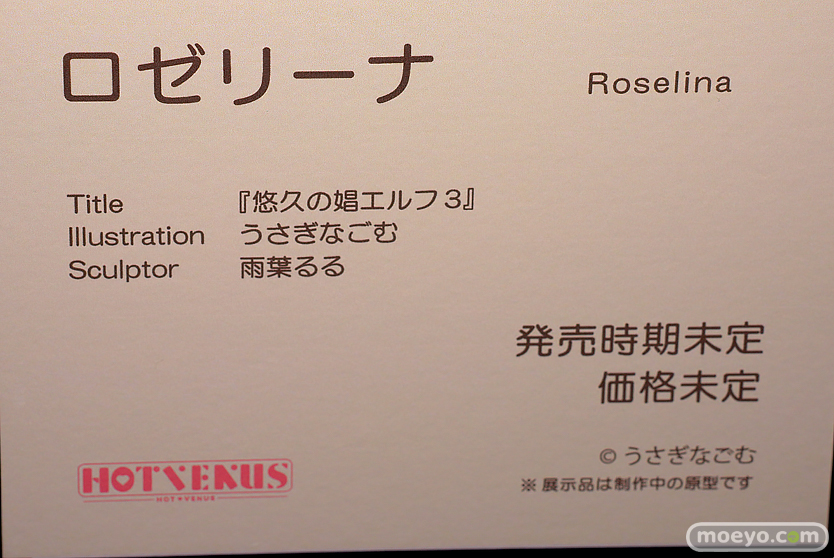 ロゼリーナ Roselina
Title 『悠久の娼エルフ3』
Illustration うさぎなごむ
Sculptor 雨葉るる
発売時期未定
価格未定
© うさぎなごむ
※ 展示品は制作中の原型です
HOTVENUS
HOT♥VENUS
moeyo.com